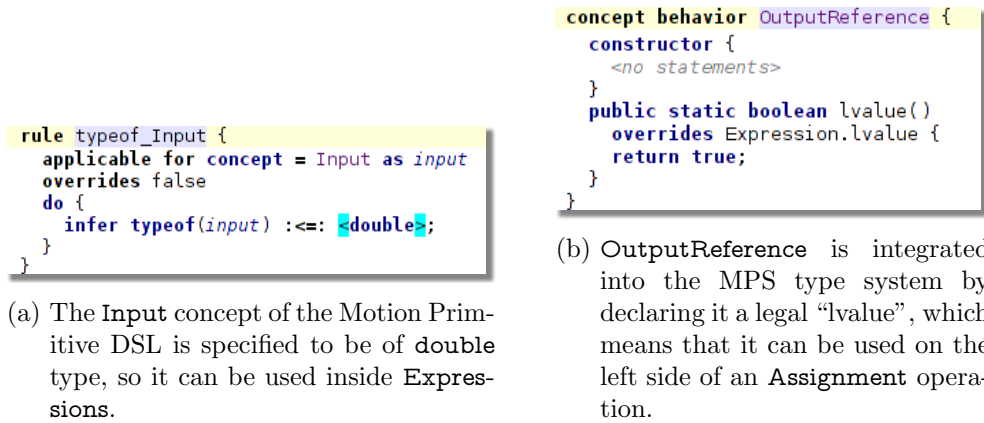 rule typeof_Input {
applicable for concept = Input as input
overrides false
do {
infer typeof(input) :<=: <double>;
}
}
(a) The Input concept of the Motion Prim-
itive DSL is specified to be of double
type, so it can be used inside Expres-
sions.
concept behavior OutputReference {
constructor {
<no statements>
}
public static boolean lvalue()
overrides Expression.lvalue {
return true;
}
}
(b) OutputReference is integrated
into the MPS type system by
declaring it a legal “lvalue”, which
means that it can be used on the
left side of an Assignment opera-
tion.